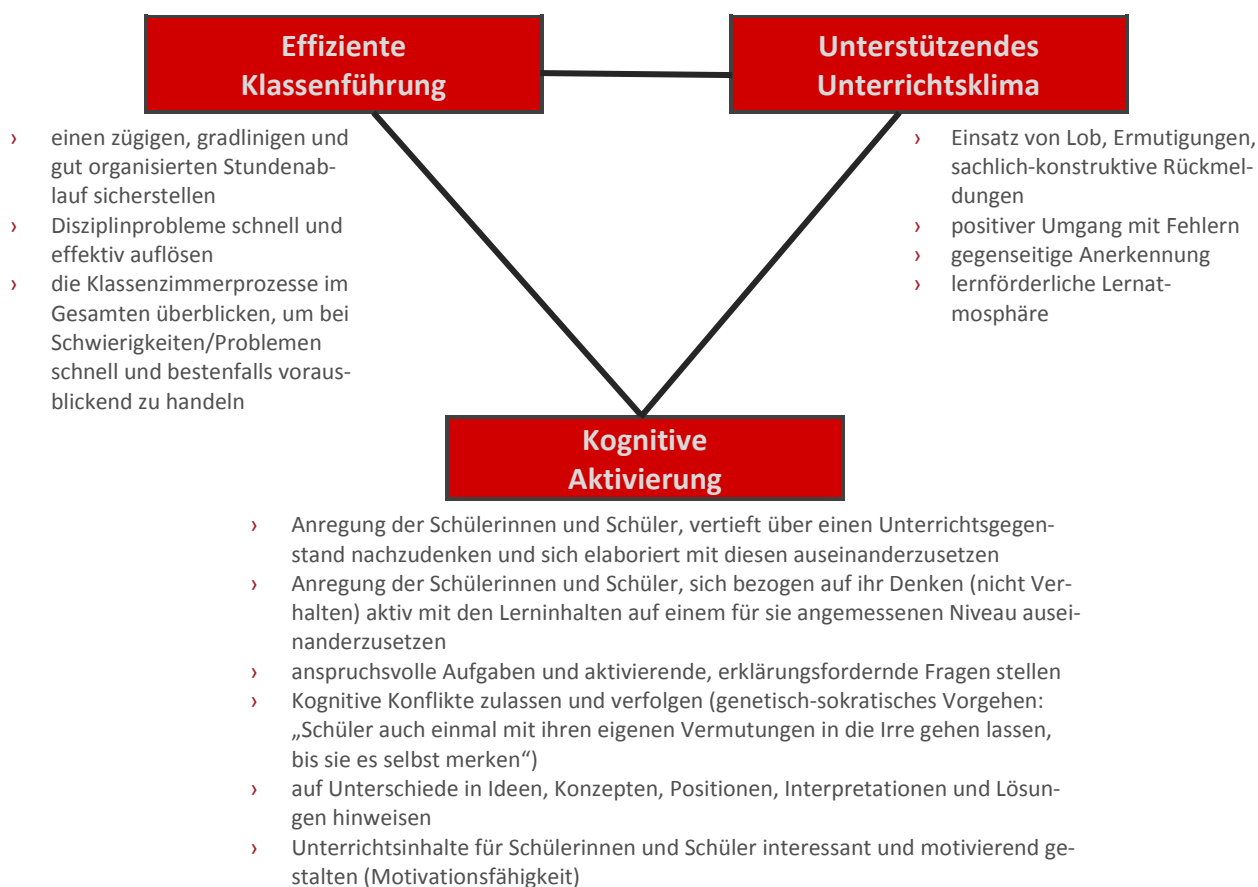 Effiziente
Klassenführung
Unterstützendes
Unterrichtsklima
› einen zügigen, gradlinigen und
gut organisierten Stundenab-
lauf sicherstellen
› Disziplinprobleme schnell und
effektiv auflösen
› die Klassenzimmerprozesse im
Gesamten überblicken, um bei
Schwierigkeiten/Problemen
schnell und bestenfalls voraus-
blickend zu handeln
› Einsatz von Lob, Ermutigungen,
sachlich-konstruktive Rückmel-
dungen
› positiver Umgang mit Fehlern
› gegenseitige Anerkennung
› lernförderliche Lernat-
mosphäre
Kognitive
Aktivierung
› Anregung der Schülerinnen und Schüler, vertieft über einen Unterrichtsgegen-
stand nachzudenken und sich elaboriert mit diesen auseinanderzusetzen
› Anregung der Schülerinnen und Schüler, sich bezogen auf ihr Denken (nicht Ver-
halten) aktiv mit den Lerninhalten auf einem für sie angemessenen Niveau ausei-
nanderzusetzen
› anspruchsvolle Aufgaben und aktivierende, erklärungsfordernde Fragen stellen
› Kognitive Konflikte zulassen und verfolgen (genetisch-sokratisches Vorgehen:
„Schüler auch einmal mit ihren eigenen Vermutungen in die Irre gehen lassen,
bis sie es selbst merken“)
› auf Unterschiede in Ideen, Konzepten, Positionen, Interpretationen und Lösun-
gen hinweisen
› Unterrichtsinhalte für Schülerinnen und Schüler interessant und motivierend ge-
stalten (Motivationsfähigkeit)